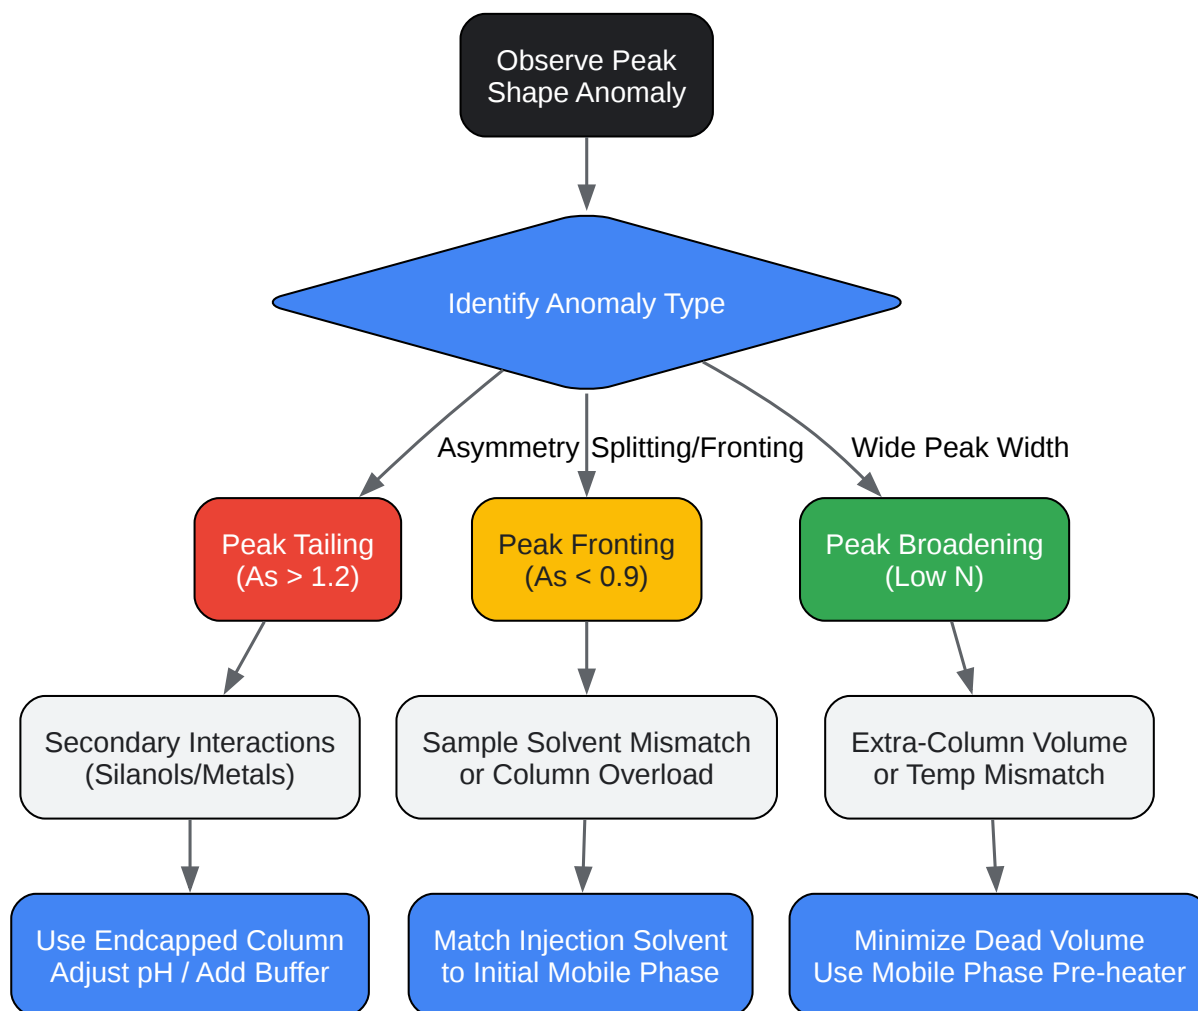 Observe Peak
Shape Anomaly
Identify Anomaly Type
Asymmetry
Splitting/Fronting
Wide Peak Width
Peak Tailing
(As > 1.2)
Peak Fronting
(As < 0.9)
Peak Broadening
(Low N)
Secondary Interactions
(Silanols/Metals)
Sample Solvent Mismatch
or Column Overload
Extra-Column Volume
or Temp Mismatch
Use Endcapped Column
Adjust pH / Add Buffer
Match Injection Solvent
to Initial Mobile Phase
Minimize Dead Volume
Use Mobile Phase Pre-heater